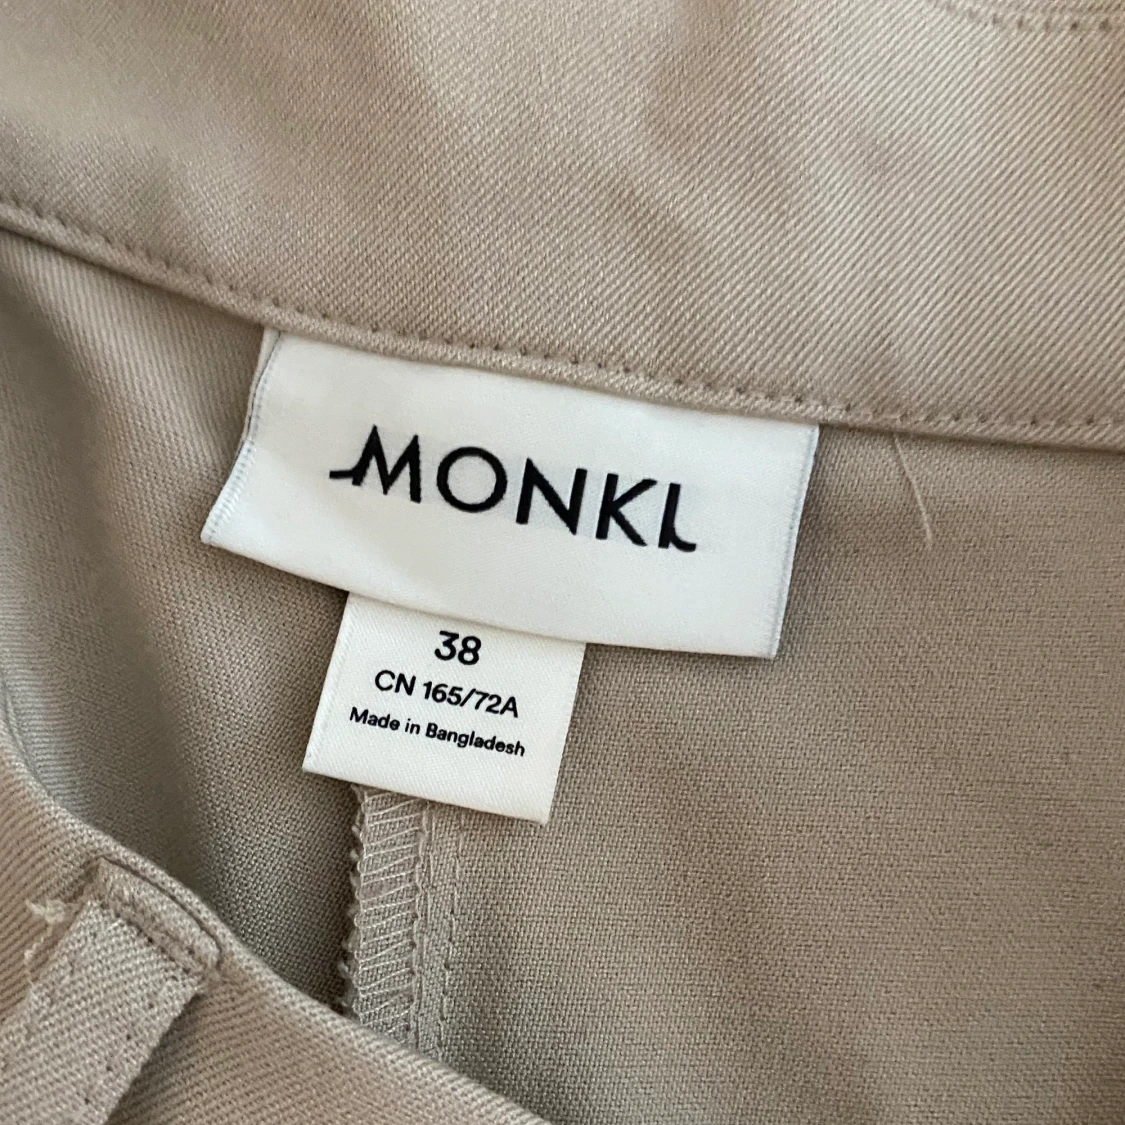 MONKI
38
CN 165/72A
Made in Bangladesh